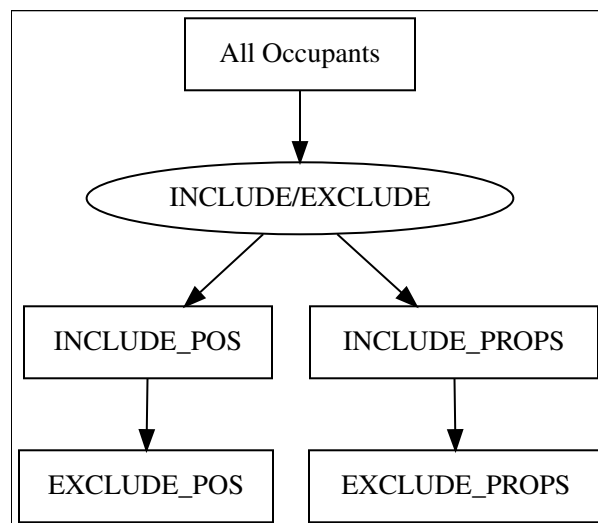 All Occupants
INCLUDE/EXCLUDE
INCLUDE_POS
INCLUDE_PROPS
EXCLUDE_POS
EXCLUDE_PROPS